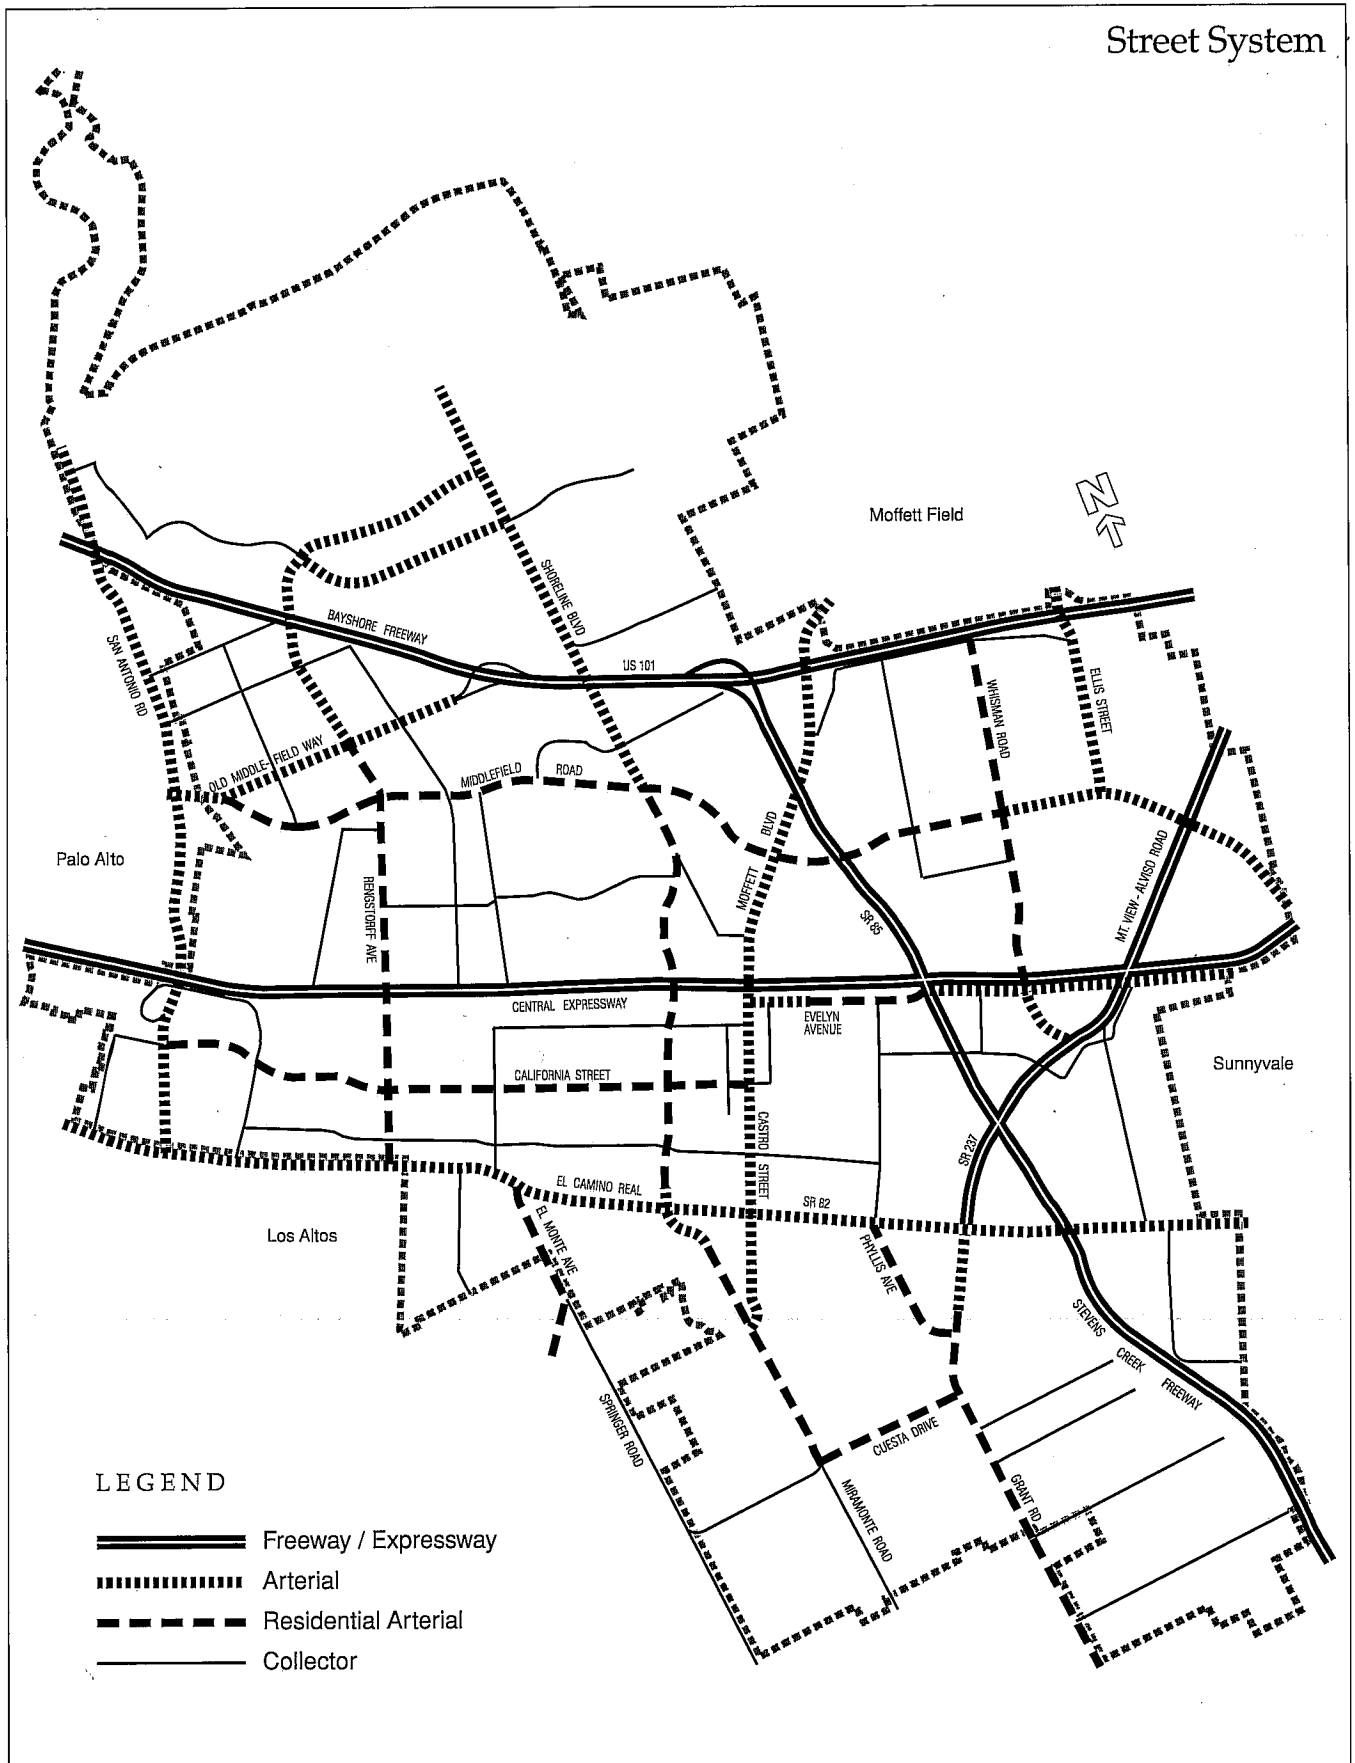 Street System
Moffett Field
N
SHORELINE BLVD
BAYSHORE FREEWAY
US 101
SAN ANTONIO RD
WHISMAN ROAD
ELLIS STREET
OLD MIDDLE-FIELD WAY
MIDDLEFIELD ROAD
MOFFETT BLVD
Palo Alto
MT. VIEW - ALVISO ROAD
RENGSTORFF AVE
SR 85
CENTRAL EXPRESSWAY
EVELYN
AVENUE
Sunnyvale
CALIFORNIA STREET
CASTRO STREET
SR 237
EL CAMINO REAL
SR 82
Los Altos
EL MONTE AVE
PHYLLIS AVE
STEVENS CREEK FREEWAY
SPRINGER ROAD
CUESTA DRIVE
MIRAMONTE ROAD
GRANT RD
LEGEND
Freeway / Expressway
Arterial
Residential Arterial
Collector